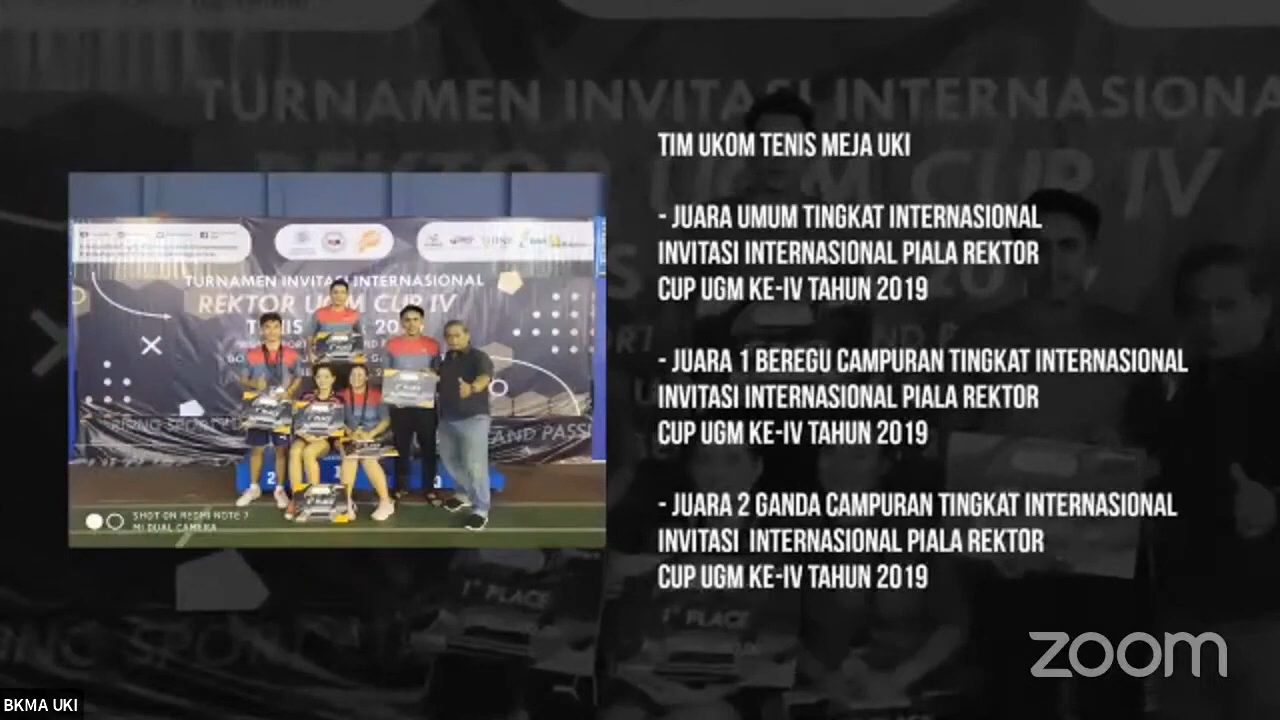 TURNAMEN INVITASI INTERNASIONAL
REKTOR UGM CUP IV
SHOT ON REDMI NOTE 7
MI DUAL CAMERA
TIM UKOM TENIS MEJA UKI
- JUARA UMUM TINGKAT INTERNASIONAL
INVITASI INTERNASIONAL PIALA REKTOR
CUP UGM KE-IV TAHUN 2019
- JUARA 1 BEREGU CAMPURAN TINGKAT INTERNASIONAL
INVITASI INTERNASIONAL PIALA REKTOR
CUP UGM KE-IV TAHUN 2019
- JUARA 2 GANDA CAMPURAN TINGKAT INTERNASIONAL
INVITASI INTERNASIONAL PIALA REKTOR
CUP UGM KE-IV TAHUN 2019
zoom
BKMA UKI